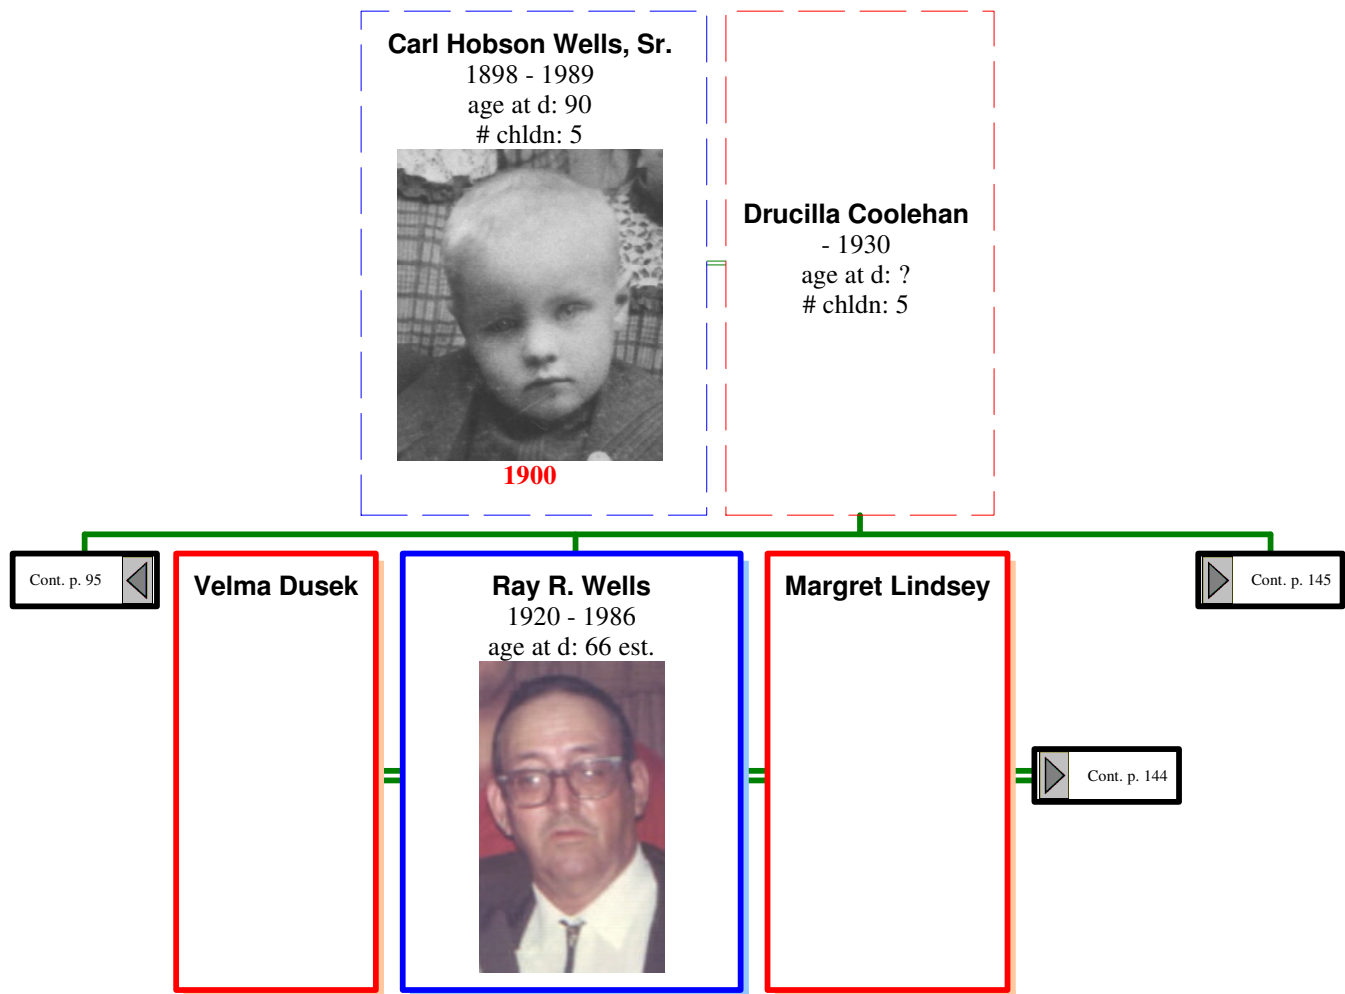 Carl Hobson Wells, Sr.
1898 - 1989
age at d: 90
# chldn: 5
1900
Drucilla Coolehan
- 1930
age at d: ?
# chldn: 5
Cont. p. 95
Velma Dusek
Ray R. Wells
1920 - 1986
age at d: 66 est.
Margret Lindsey
Cont. p. 145
Cont. p. 144